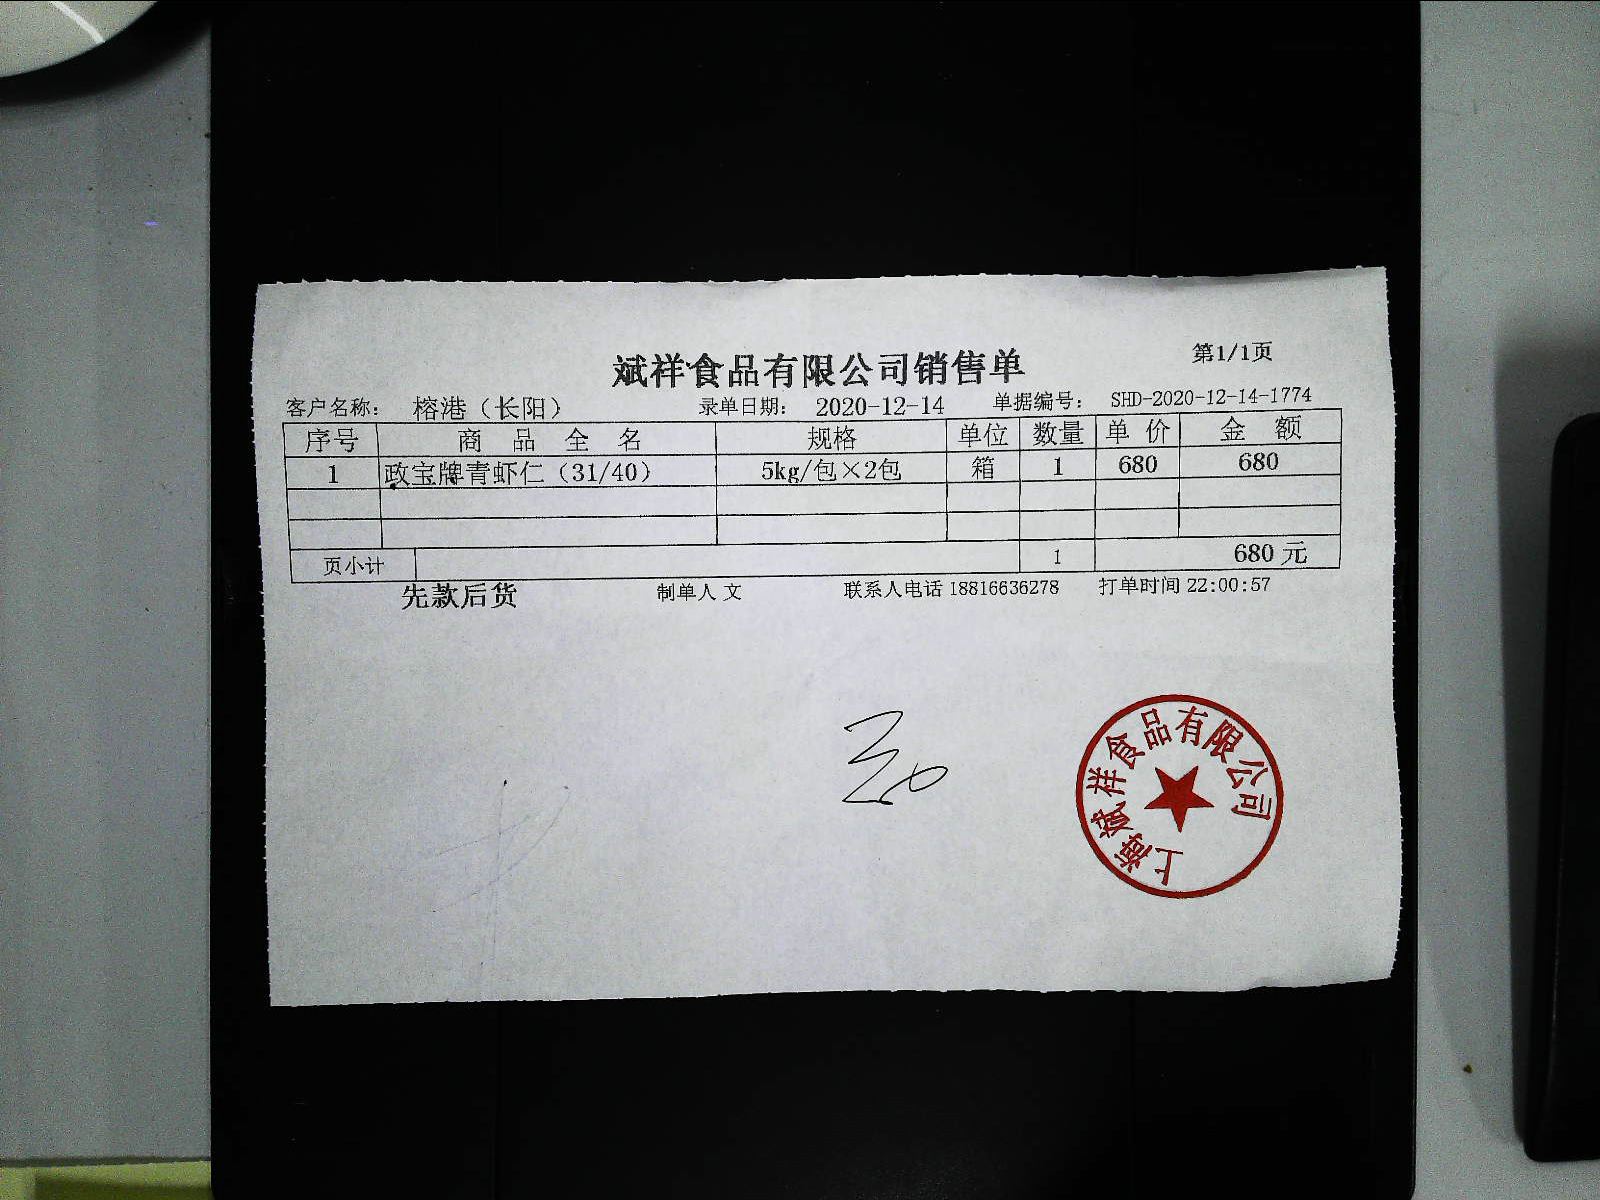 斌祥食品有限公司销售单
第1/1页
客户名称： 榕港（长阳） 录单日期： 2020-12-14 单据编号： SHD-2020-12-14-1774
序号 商品全名 规格 单位 数量 单价 金额
1 政宝牌青虾仁（31/40） 5kg/包×2包 箱 1 680 680
页小计 1 680元
先款后货 制单人 文 联系人电话 18816636278 打单时间 22:00:57
上海斌祥食品有限公司